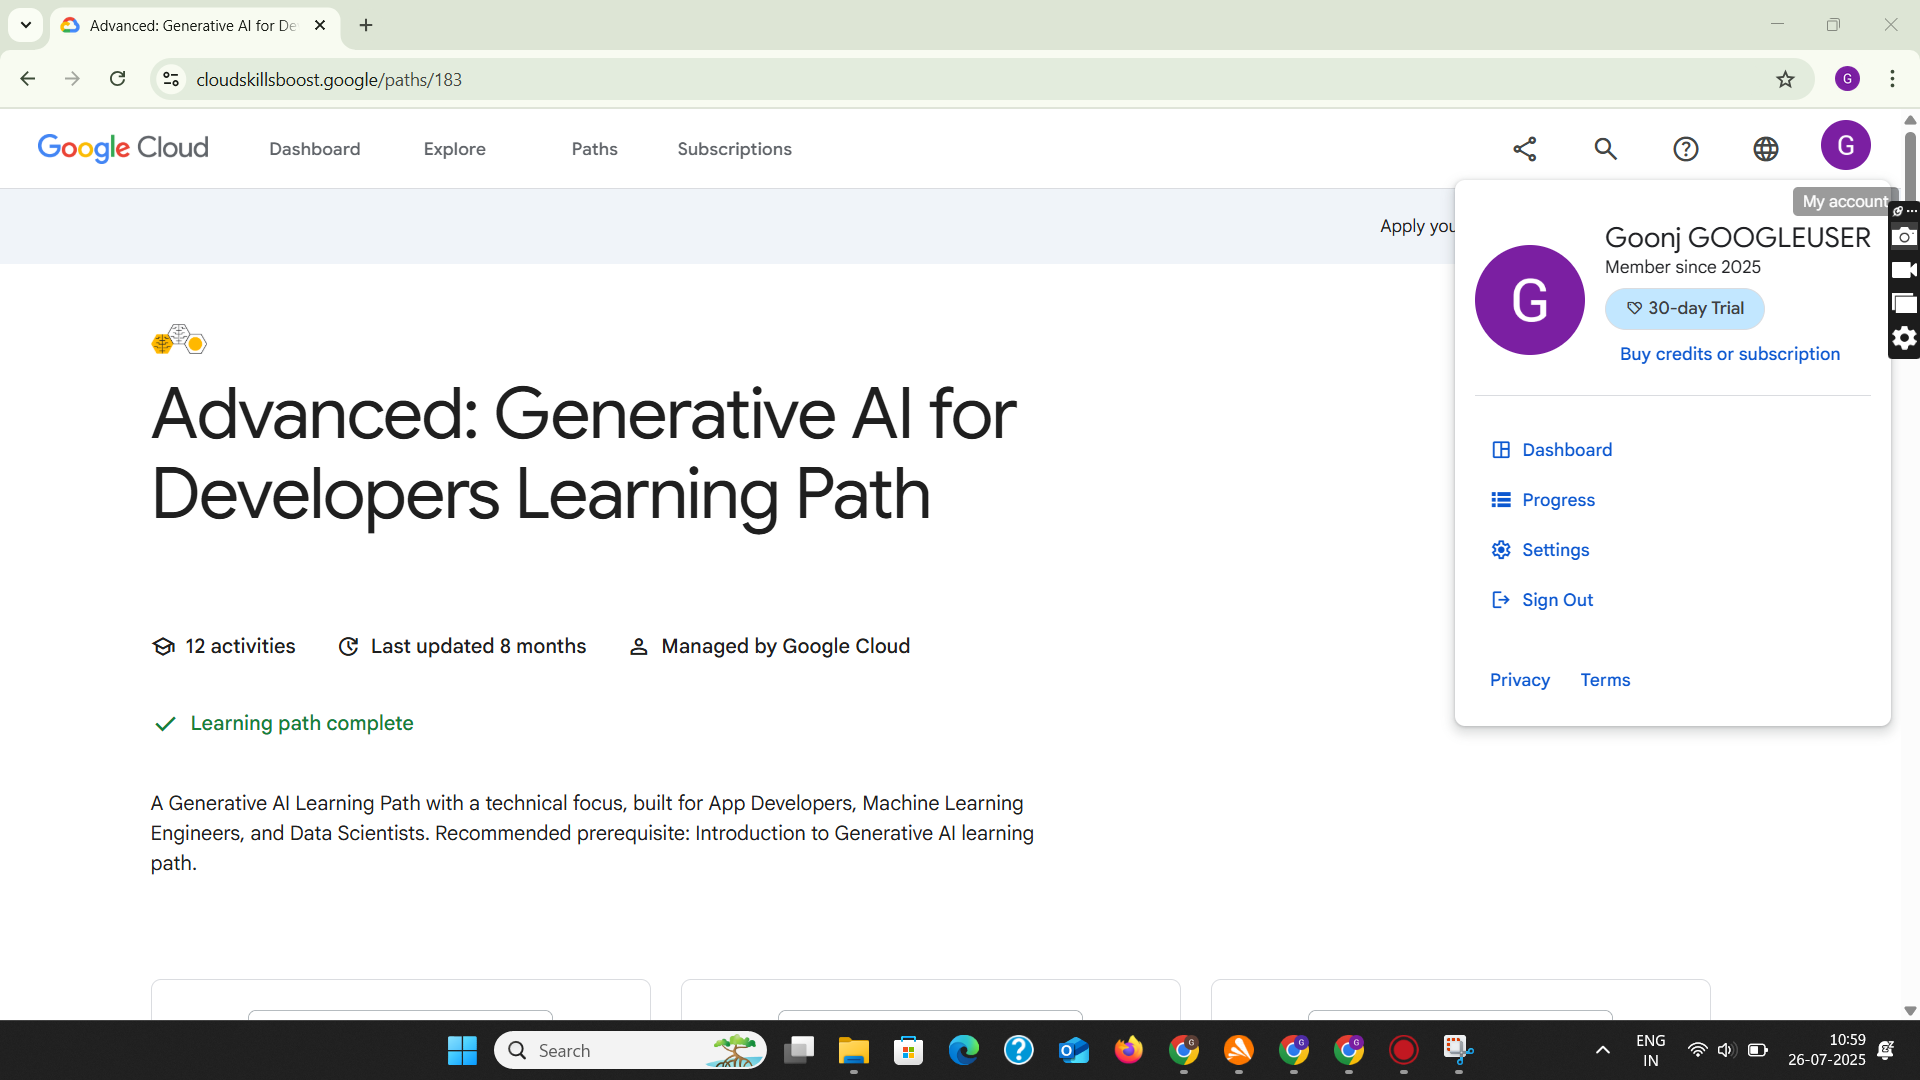 Advanced: Generative AI for De
cloudskillsboost.google/paths/183
G
Google Cloud
Dashboard
Explore
Paths
Subscriptions
G
My account
Apply you
Goonj GOOGLEUSER
Member since 2025
G
30-day Trial
Buy credits or subscription
Dashboard
Progress
Settings
Sign Out
Privacy
Terms
Advanced: Generative AI for
Developers Learning Path
12 activities
Last updated 8 months
Managed by Google Cloud
Learning path complete
A Generative AI Learning Path with a technical focus, built for App Developers, Machine Learning
Engineers, and Data Scientists. Recommended prerequisite: Introduction to Generative AI learning
path.
Search
G
G
G
ENG
IN
10:59
26-07-2025